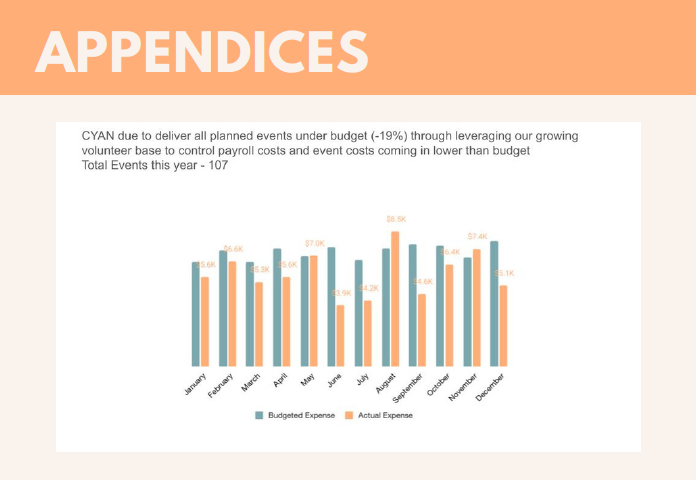 APPENDICES
CYAN due to deliver all planned events under budget (-19%) through leveraging our growing
volunteer base to control payroll costs and event costs coming in lower than budget
Total Events this year - 107
$8.5K
$7.4K
$7.0K
$6.6K
$6.4K
$5.6K
$5.3K
$5.6K
$5.1K
$4.6K
$4.2K
$3.9K
January
February
March
April
May
June
July
August
September
October
November
December
Budgeted Expense
Actual Expense